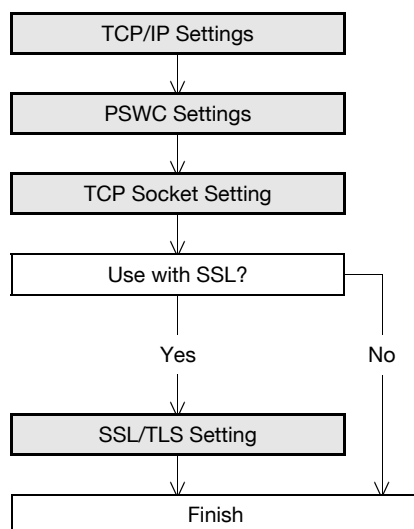 TCP/IP Settings
PSWC Settings
TCP Socket Setting
Use with SSL?
Yes
No
SSL/TLS Setting
Finish